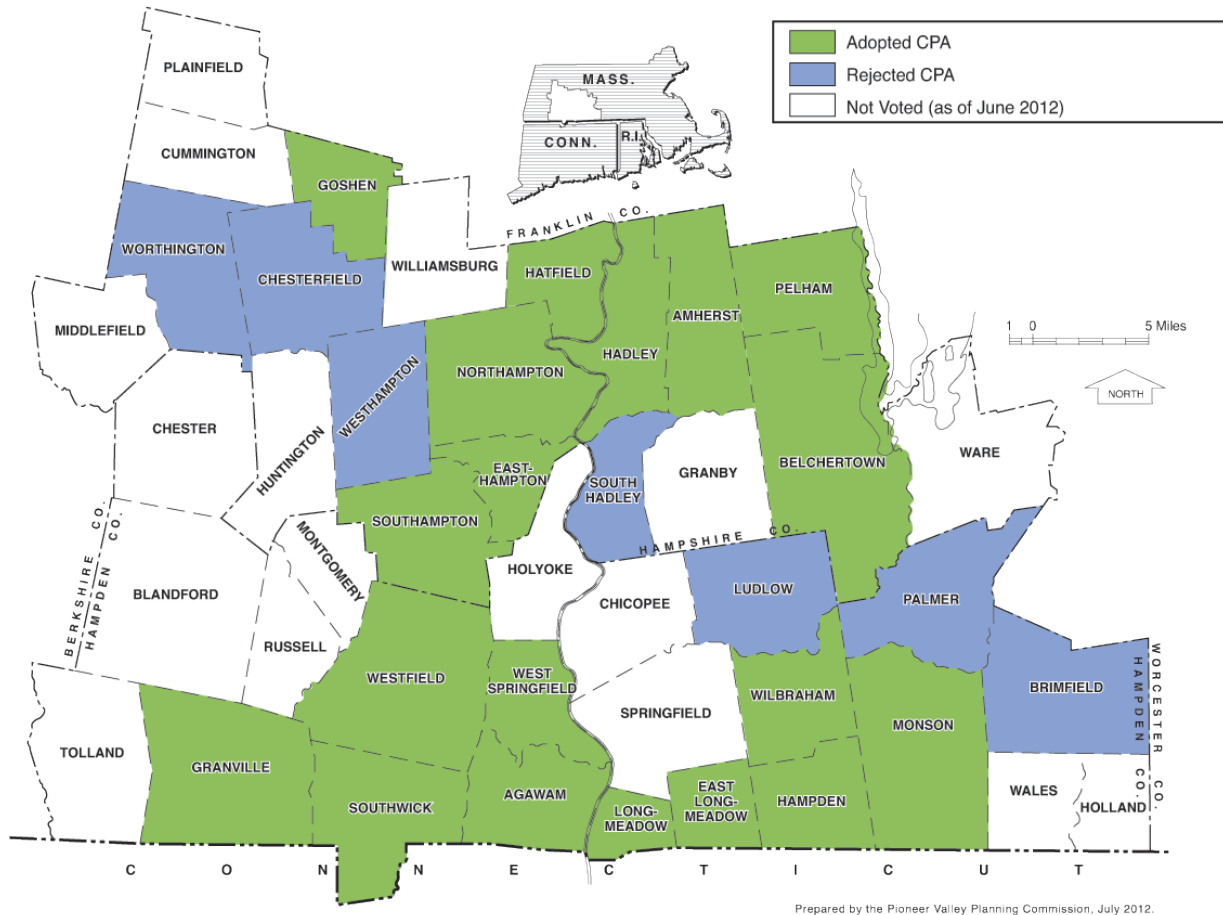 Adopted CPA
Rejected CPA
Not Voted (as of June 2012)
MASS.
CONN.
R.I.
PLAINFIELD
CUMMINGTON
GOSHEN
FRANKLIN CO.
WORTHINGTON
CHESTERFIELD
WILLIAMSBURG
HATFIELD
PELHAM
MIDDLEFIELD
AMHERST
1 0 5 Miles
HADLEY
NORTHAMPTON
NORTH
WESTHAMPTON
CHESTER
HUNTINGTON
EAST-
HAMPTON
SOUTH
HADLEY
GRANBY
BELCHERTOWN
WARE
SOUTHAMPTON
MONTGOMERY
HAMPSHIRE CO.
BERKSHIRE CO.
HAMPDEN CO.
BLANDFORD
HOLYOKE
CHICOPEE
LUDLOW
PALMER
RUSSELL
WESTFIELD
WEST
SPRINGFIELD
SPRINGFIELD
WILBRAHAM
MONSON
BRIMFIELD
HAMPDEN CO.
WORCESTER CO.
TOLLAND
GRANVILLE
SOUTHWICK
AGAWAM
LONG-
MEADOW
EAST
LONG-
MEADOW
HAMPDEN
WALES
HOLLAND
CONNECTICUT
Prepared by the Pioneer Valley Planning Commission, July 2012.